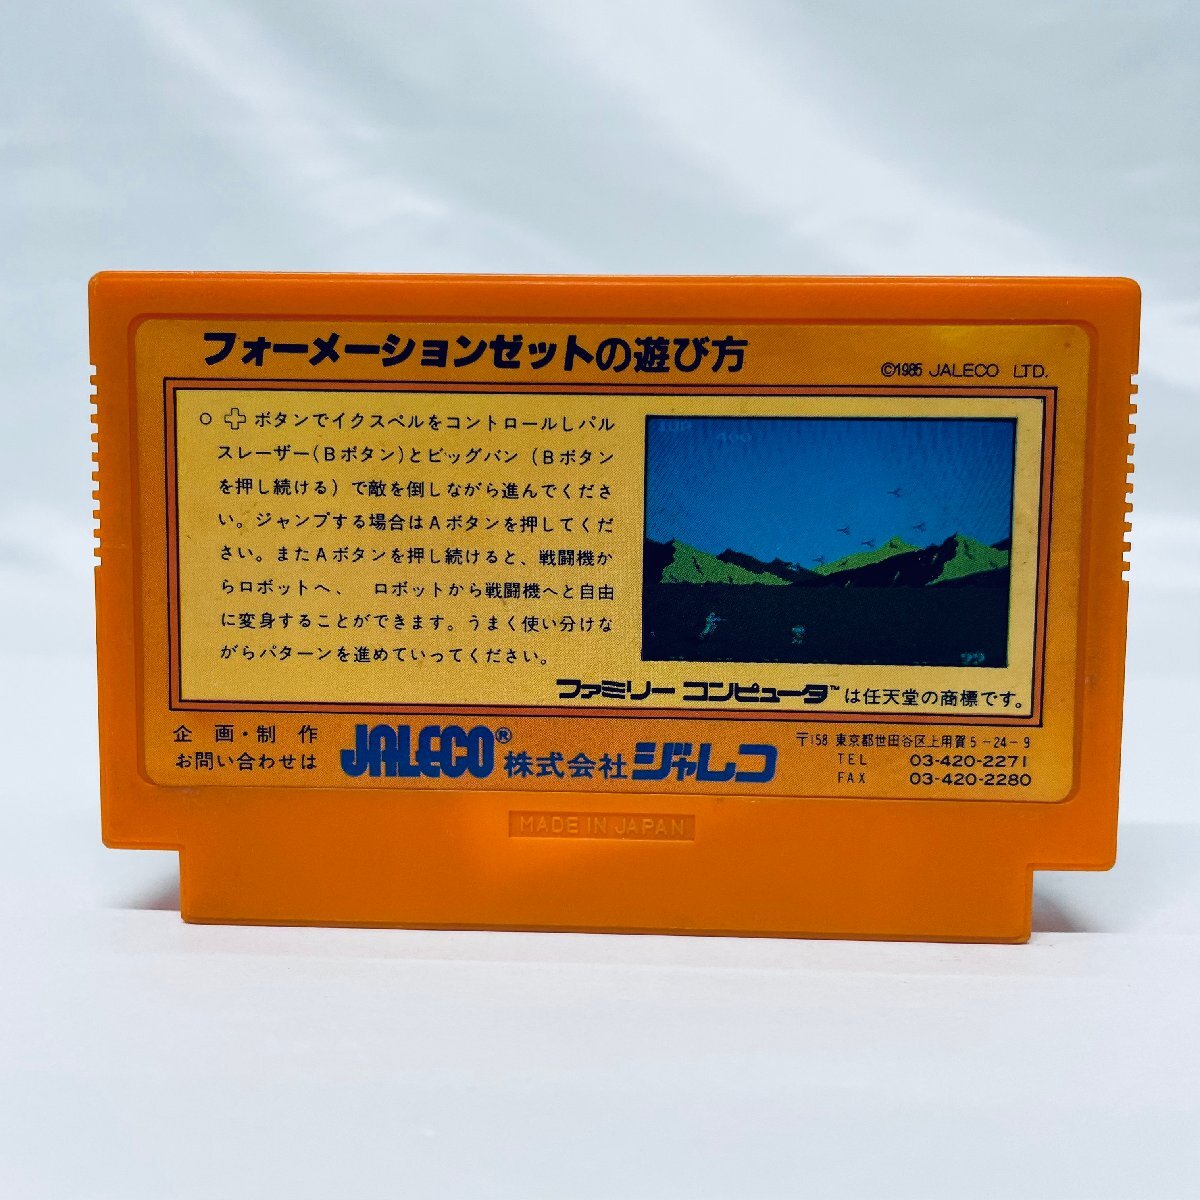 フォーメーションゼットの遊び方
©1985 JALECO LTD.
○ ✚ ボタンでイクスペルをコントロールしパル
スレーザー(Bボタン)とビッグバン (Bボタン
を押し続ける) で敵を倒しながら進んでくださ
い。ジャンプする場合はAボタンを押してくだ
さい。またAボタンを押し続けると、戦闘機か
らロボットへ、 ロボットから戦闘機へと自由
に変身することができます。うまく使い分けな
がらパターンを進めていってください。
1UP
400
99
ファミリー コンピュータ™は任天堂の商標です。
企画・制作
お問い合わせは
JALECO® 株式会社 ジャレコ
〒158 東京都世田谷区上用賀5-24-9
TEL 03-420-2271
FAX 03-420-2280
MADE IN JAPAN